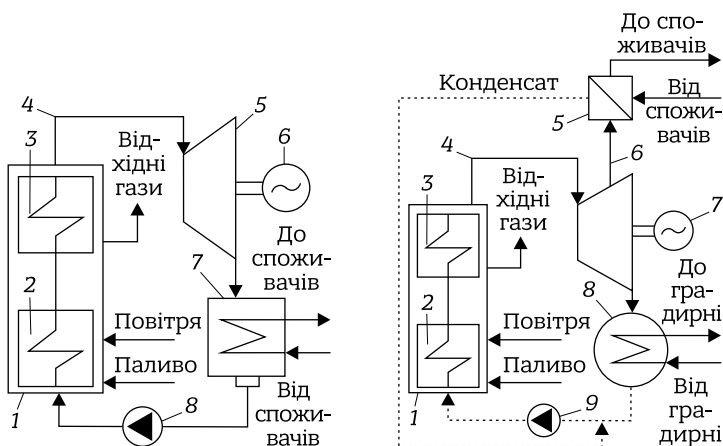 4
5
3
Від-
хідні
гази
6
До
7
спожи-
вачів
2
Повітря
Паливо
1
8
Від
спожи-
вачів
До спо-
живачів
Конденсат
Від
спожи-
вачів
5
4
6
3
Від-
хідні
гази
7
До
гра-
дирні
8
2
Повітря
Паливо
1
9
Від
градирні